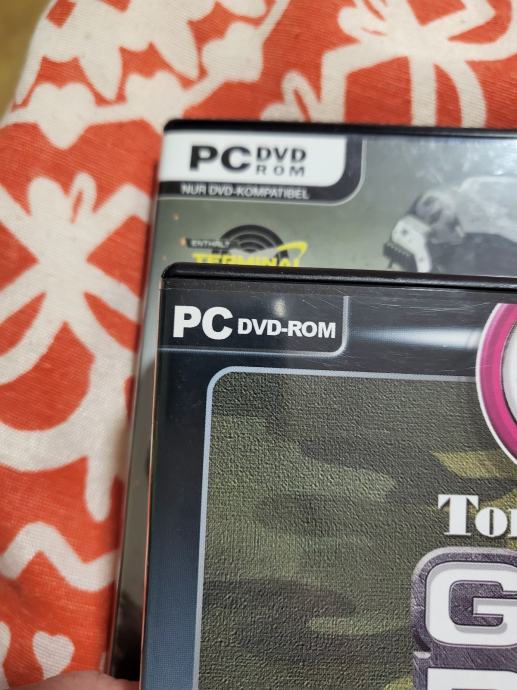 PC DVD
ROM
NUR DVD-KOMPATIBEL
ENTHÄLT
TERMINAL
PC DVD-ROM
To
G